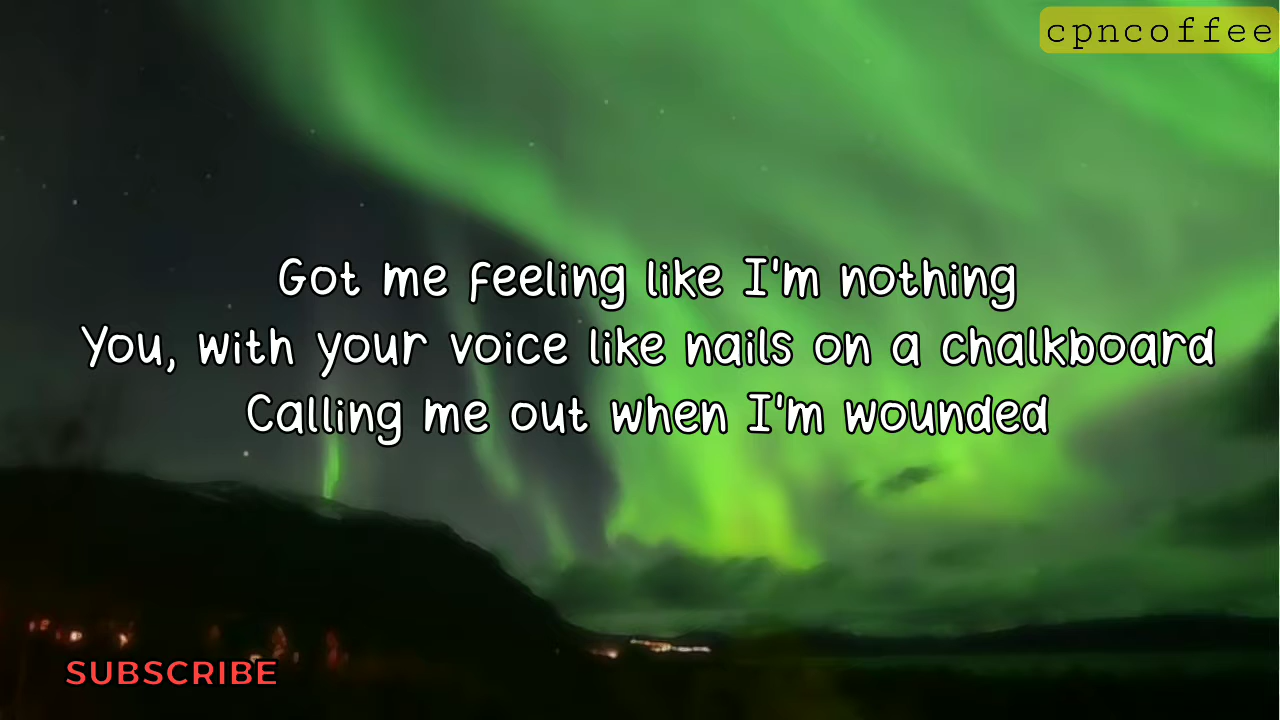 cpncoffee
Got me feeling like I'm nothing
You, with your voice like nails on a chalkboard
Calling me out when I'm wounded
SUBSCRIBE